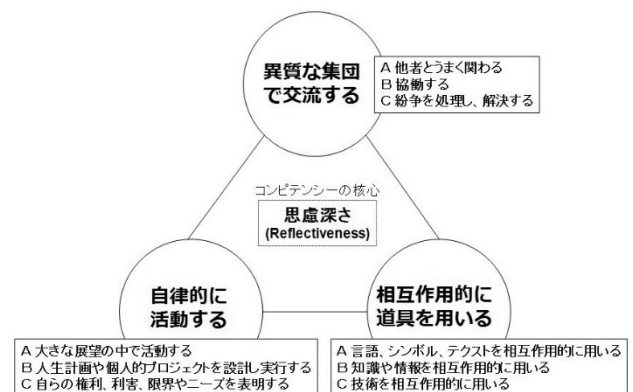 異質な集団
で交流する
A 他者とうまく関わる
B 協働する
C 紛争を処理し、解決する
コンピテンシーの核心
思慮深さ
(Reflectiveness)
自律的に
活動する
A 大きな展望の中で活動する
B 人生計画や個人的プロジェクトを設計し実行する
C 自らの権利、利害、限界やニーズを表明する
相互作用的に
道具を用いる
A 言語、シンボル、テクストを相互作用的に用いる
B 知識や情報を相互作用的に用いる
C 技術を相互作用的に用いる